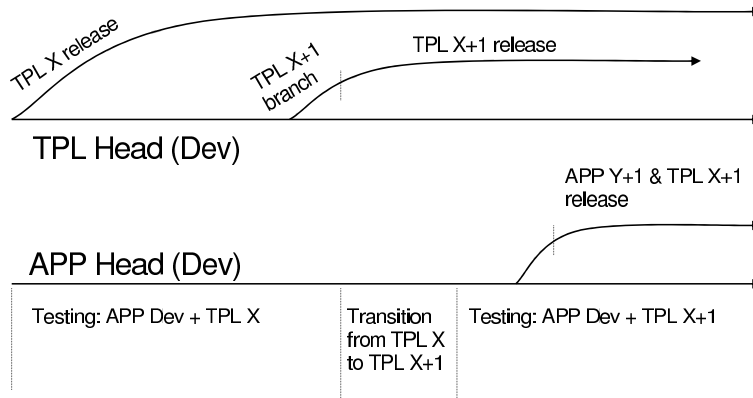 TPL X release
TPL X+1
branch
TPL X+1 release
TPL Head (Dev)
APP Y+1 & TPL X+1
release
APP Head (Dev)
Testing: APP Dev + TPL X
Transition
from TPL X
to TPL X+1
Testing: APP Dev + TPL X+1